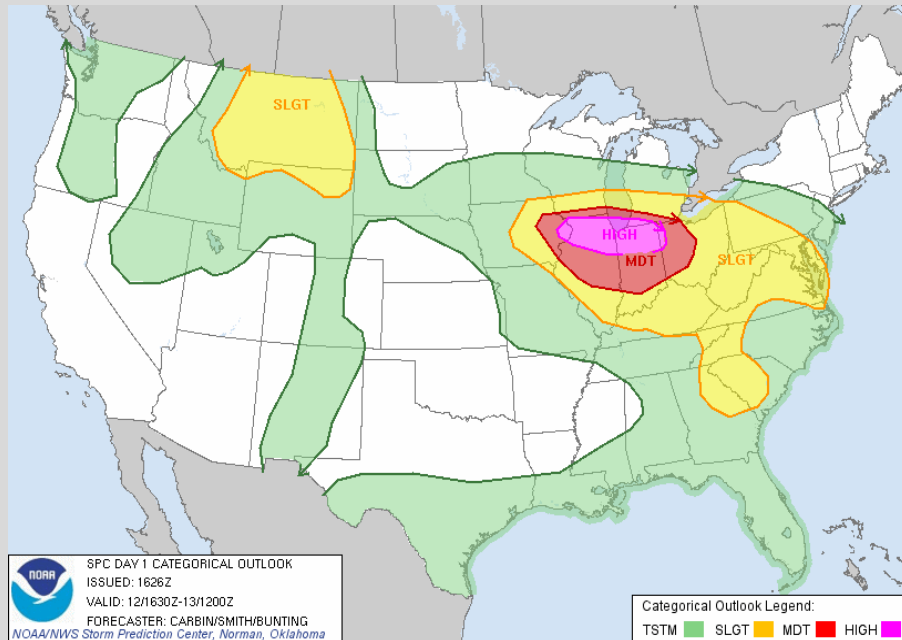 SLGT
HIGH
MDT
SLGT
NOAA
SPC DAY 1 CATEGORICAL OUTLOOK
ISSUED: 1626Z
VALID: 12/1630Z-13/1200Z
FORECASTER: CARBIN/SMITH/BUNTING
NOAA/NWS Storm Prediction Center, Norman, Oklahoma
Categorical Outlook Legend:
TSTM SLGT MDT HIGH